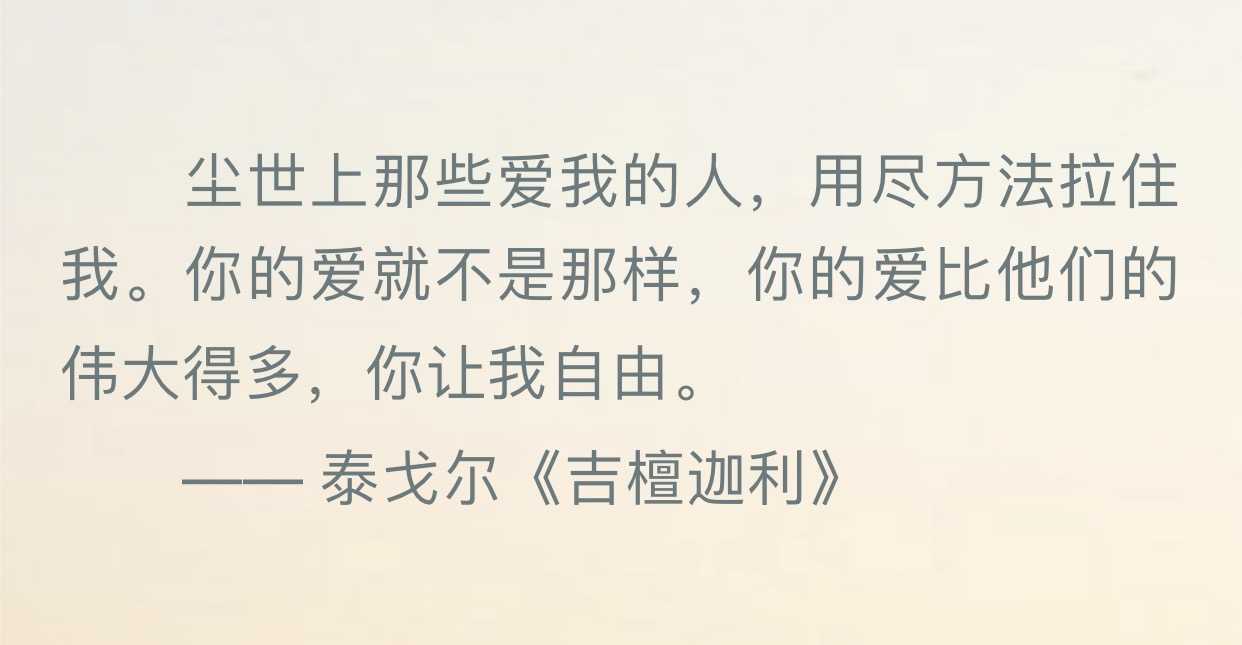 尘世上那些爱我的人，用尽方法拉住
我。你的爱就不是那样，你的爱比他们的
伟大得多，你让我自由。
—— 泰戈尔《吉檀迦利》